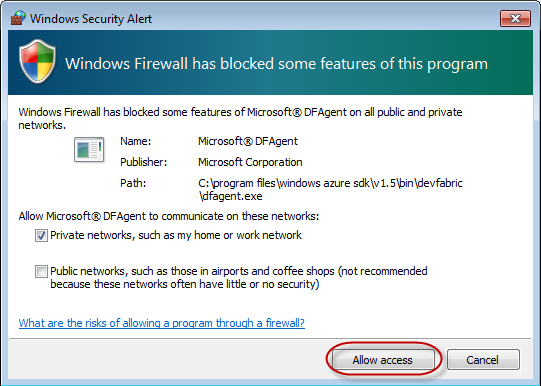 Windows Security Alert
Windows Firewall has blocked some features of this program
Windows Firewall has blocked some features of Microsoft® DFAgent on all public and private
networks.
Name: Microsoft® DFAgent
Publisher: Microsoft Corporation
Path: C:\program files\windows azure sdk\v1.5\bin\devfabric
\dfagent.exe
Allow Microsoft® DFAgent to communicate on these networks:
Private networks, such as my home or work network
Public networks, such as those in airports and coffee shops (not recommended
because these networks often have little or no security)
What are the risks of allowing a program through a firewall?
Allow access Cancel